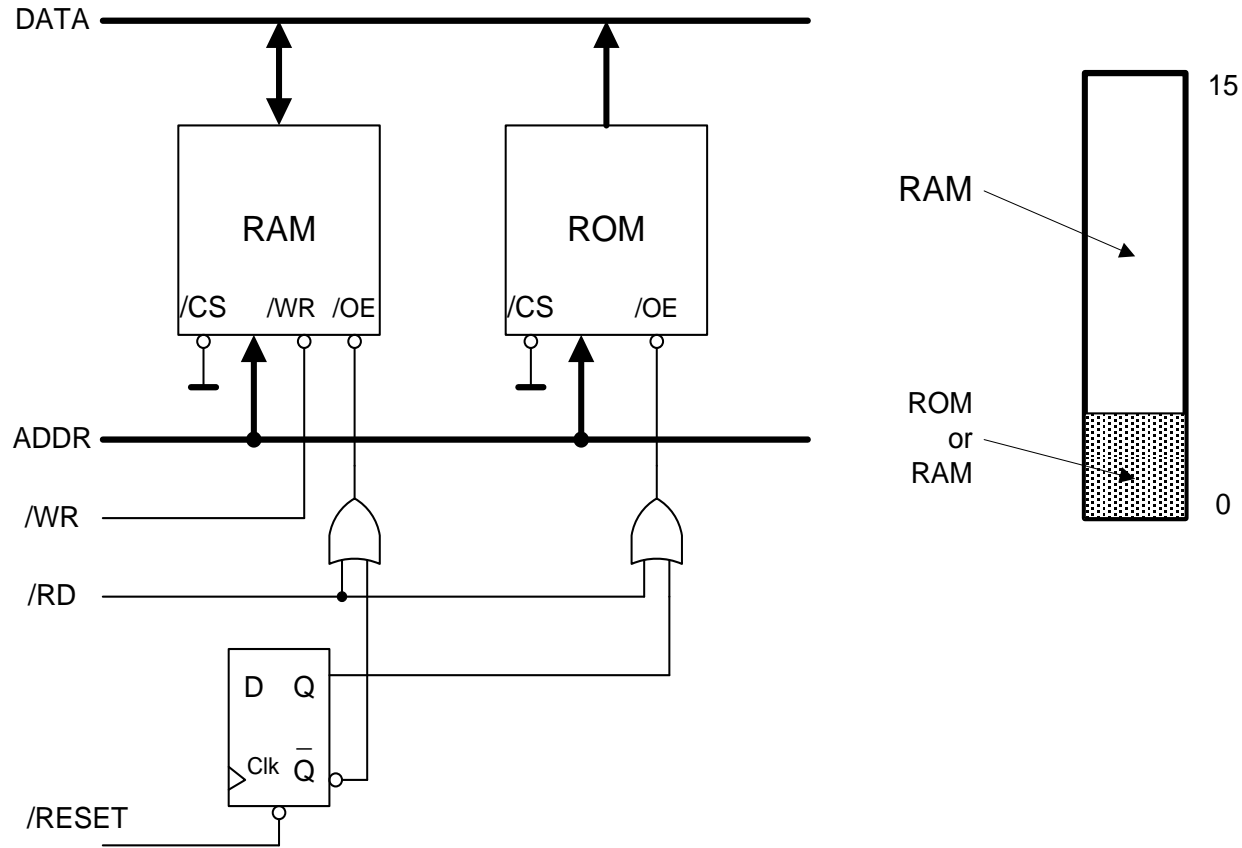 DATA
15
RAM
RAM
ROM
/CS /WR /OE
/CS /OE
ROM
or
RAM
ADDR
0
/WR
/RD
D Q
Clk Q̅
/RESET